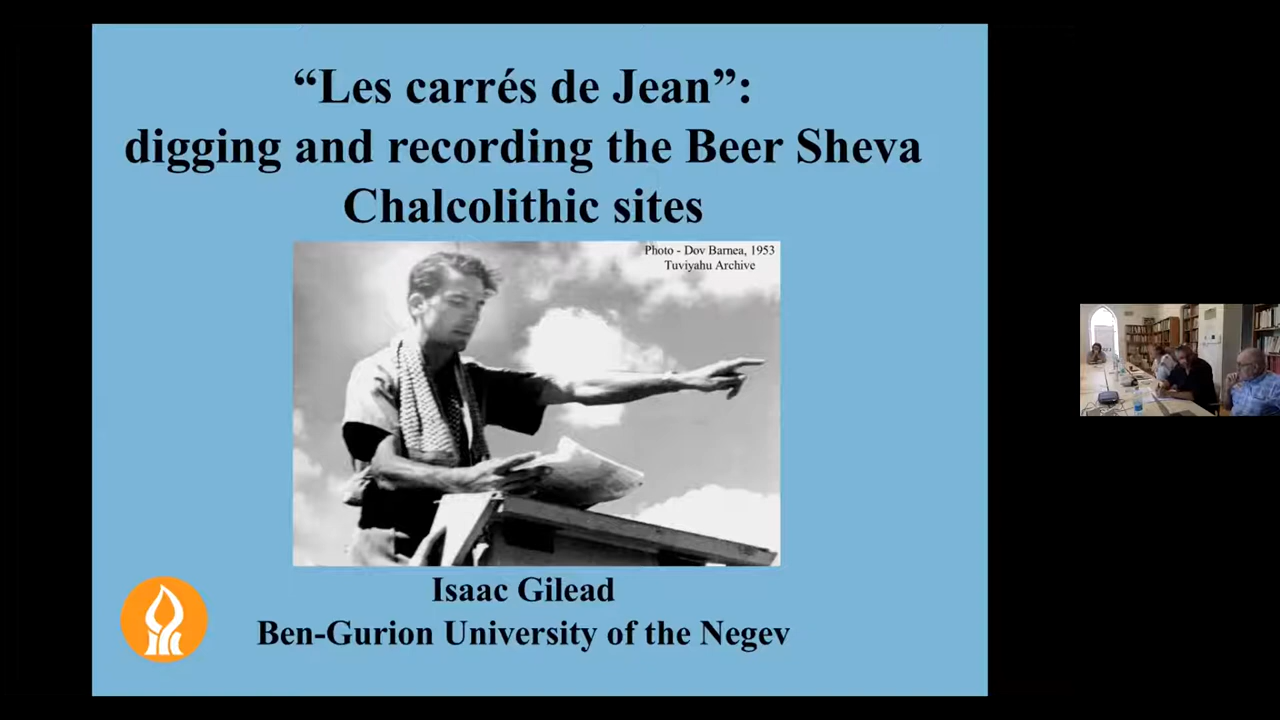 “Les carrés de Jean”:
digging and recording the Beer Sheva
Chalcolithic sites
Photo - Dov Barnea, 1953
Tuviyahu Archive
Isaac Gilead
Ben-Gurion University of the Negev